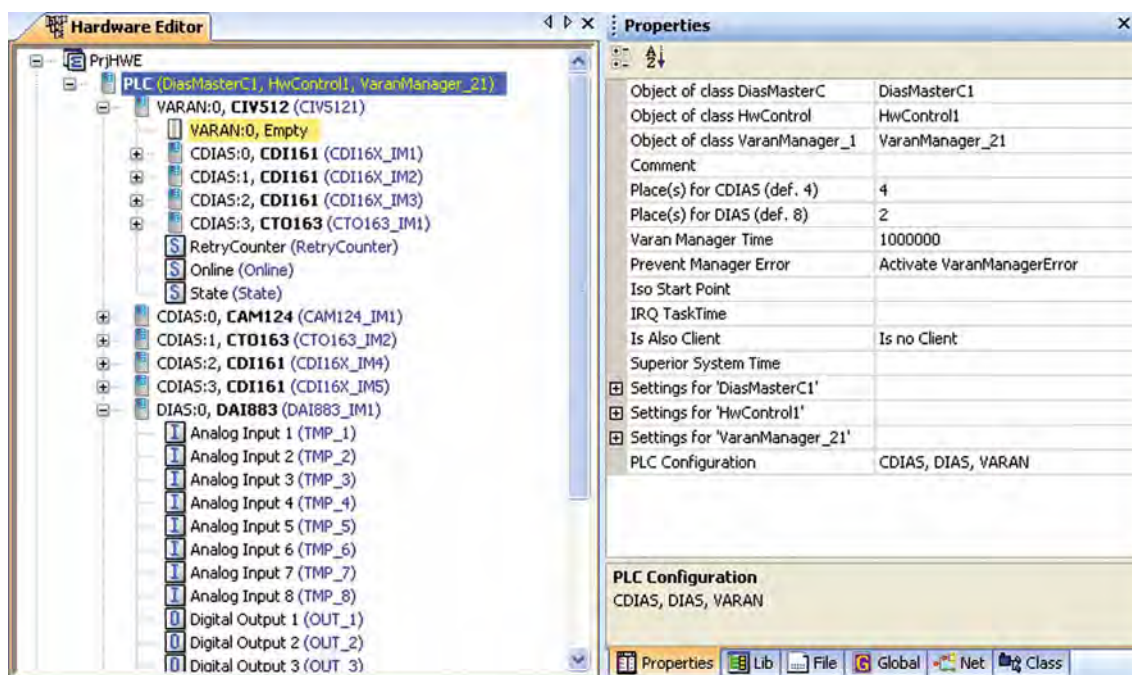 Hardware Editor
PrjHWE
PLC (DiasMasterC1, HwControl1, VaranManager_21)
VARAN:0, CIV512 (CIV5121)
VARAN:0, Empty
CDIAS:0, CDI161 (CDI16X_IM1)
CDIAS:1, CDI161 (CDI16X_IM2)
CDIAS:2, CDI161 (CDI16X_IM3)
CDIAS:3, CTO163 (CTO163_IM1)
S RetryCounter (RetryCounter)
S Online (Online)
S State (State)
CDIAS:0, CAM124 (CAM124_IM1)
CDIAS:1, CTO163 (CTO163_IM2)
CDIAS:2, CDI161 (CDI16X_IM4)
CDIAS:3, CDI161 (CDI16X_IM5)
DIAS:0, DAI883 (DAI883_IM1)
I Analog Input 1 (TMP_1)
I Analog Input 2 (TMP_2)
I Analog Input 3 (TMP_3)
I Analog Input 4 (TMP_4)
I Analog Input 5 (TMP_5)
I Analog Input 6 (TMP_6)
I Analog Input 7 (TMP_7)
I Analog Input 8 (TMP_8)
O Digital Output 1 (OUT_1)
O Digital Output 2 (OUT_2)
O Digital Output 3 (OUT_3)
Properties
Object of class DiasMasterC DiasMasterC1
Object of class HwControl HwControl1
Object of class VaranManager_1 VaranManager_21
Comment
Place(s) for CDIAS (def. 4) 4
Place(s) for DIAS (def. 8) 2
Varan Manager Time 1000000
Prevent Manager Error Activate VaranManagerError
Iso Start Point
IRQ TaskTime
Is Also Client Is no Client
Superior System Time
Settings for 'DiasMasterC1'
Settings for 'HwControl1'
Settings for 'VaranManager_21'
PLC Configuration CDIAS, DIAS, VARAN
PLC Configuration
CDIAS, DIAS, VARAN
Properties Lib File G Global Net Class